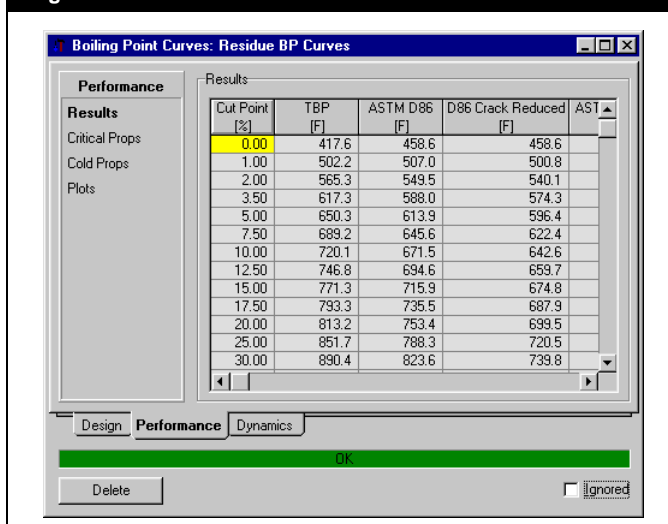 Boiling Point Curves: Residue BP Curves
Performance
Results
Critical Props
Cold Props
Plots
Results
Cut Point TBP ASTM D86 D86 Crack Reduced AST
[%] [F] [F] [F]
0.00 417.6 458.6 458.6
1.00 502.2 507.0 500.8
2.00 565.3 549.5 540.1
3.50 617.3 588.0 574.3
5.00 650.3 613.9 596.4
7.50 689.2 645.6 622.4
10.00 720.1 671.5 642.6
12.50 746.8 694.6 659.7
15.00 771.3 715.9 674.8
17.50 793.3 735.5 687.9
20.00 813.2 753.4 699.5
25.00 851.7 788.3 720.5
30.00 890.4 823.6 739.8
Design Performance Dynamics
OK
Delete Ignored